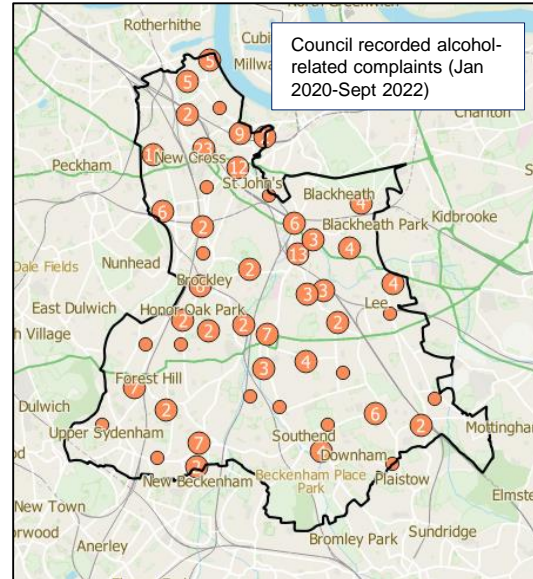 Rotherhithe
Council recorded alcohol-
related complaints (Jan
2020-Sept 2022)
5
5
2
Charlton
9
23
Peckham
New Cross
12
St John's
Blackheath
4
6
6
Kidbrooke
Blackheath Park
2
3
4
Nunhead
13
Dale Fields
2
Brockley
4
3
3
East Dulwich
Honor Oak Park
Lee
2
2
2
2
7
h Village
3
4
Forest Hill
7
Dulwich
2
6
2
Mottingham
Upper Sydenham
7
Southend
Downham
New Beckenham
Beckenham Place
Park
Plaistow
New Town
Elmste
orwood
Anerley
Bromley Park
Sundridge